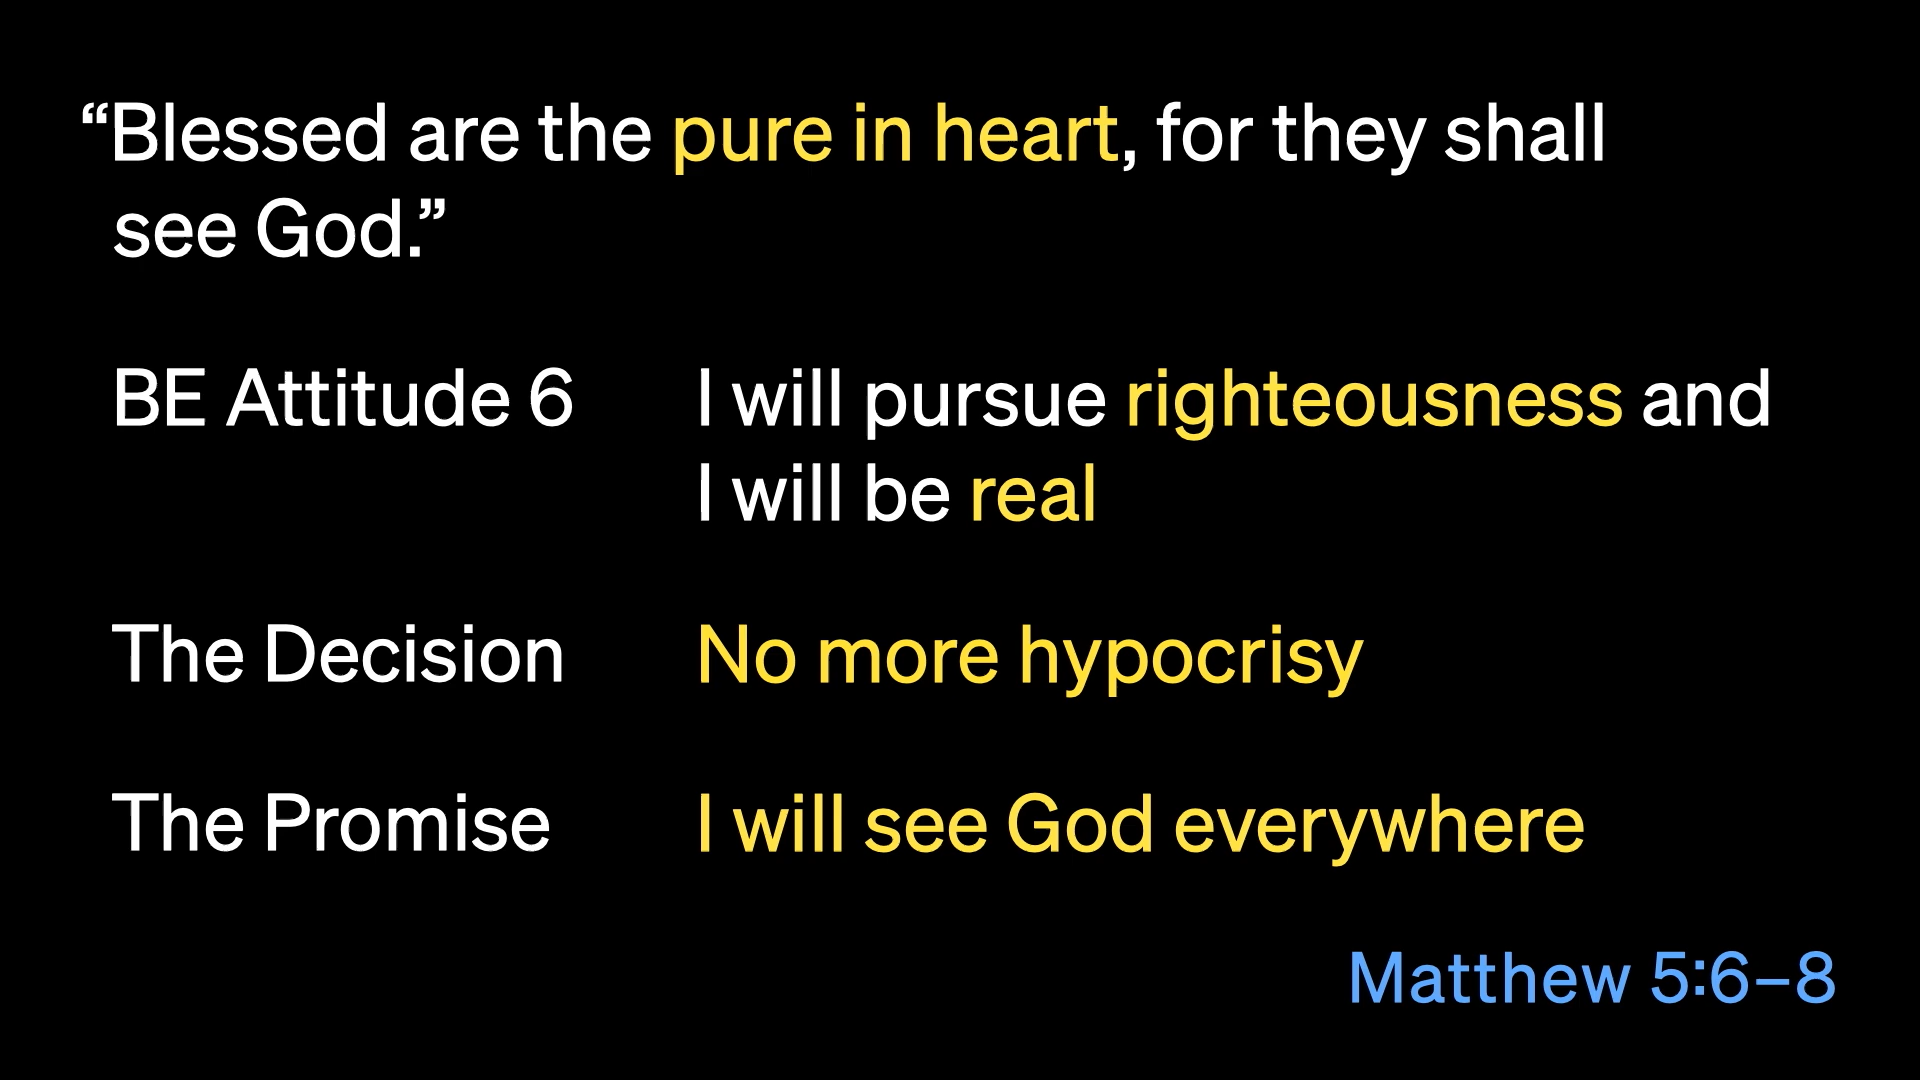 “Blessed are the pure in heart, for they shall
see God.”
BE Attitude 6 I will pursue righteousness and
I will be real
The Decision No more hypocrisy
The Promise I will see God everywhere
Matthew 5:6–8